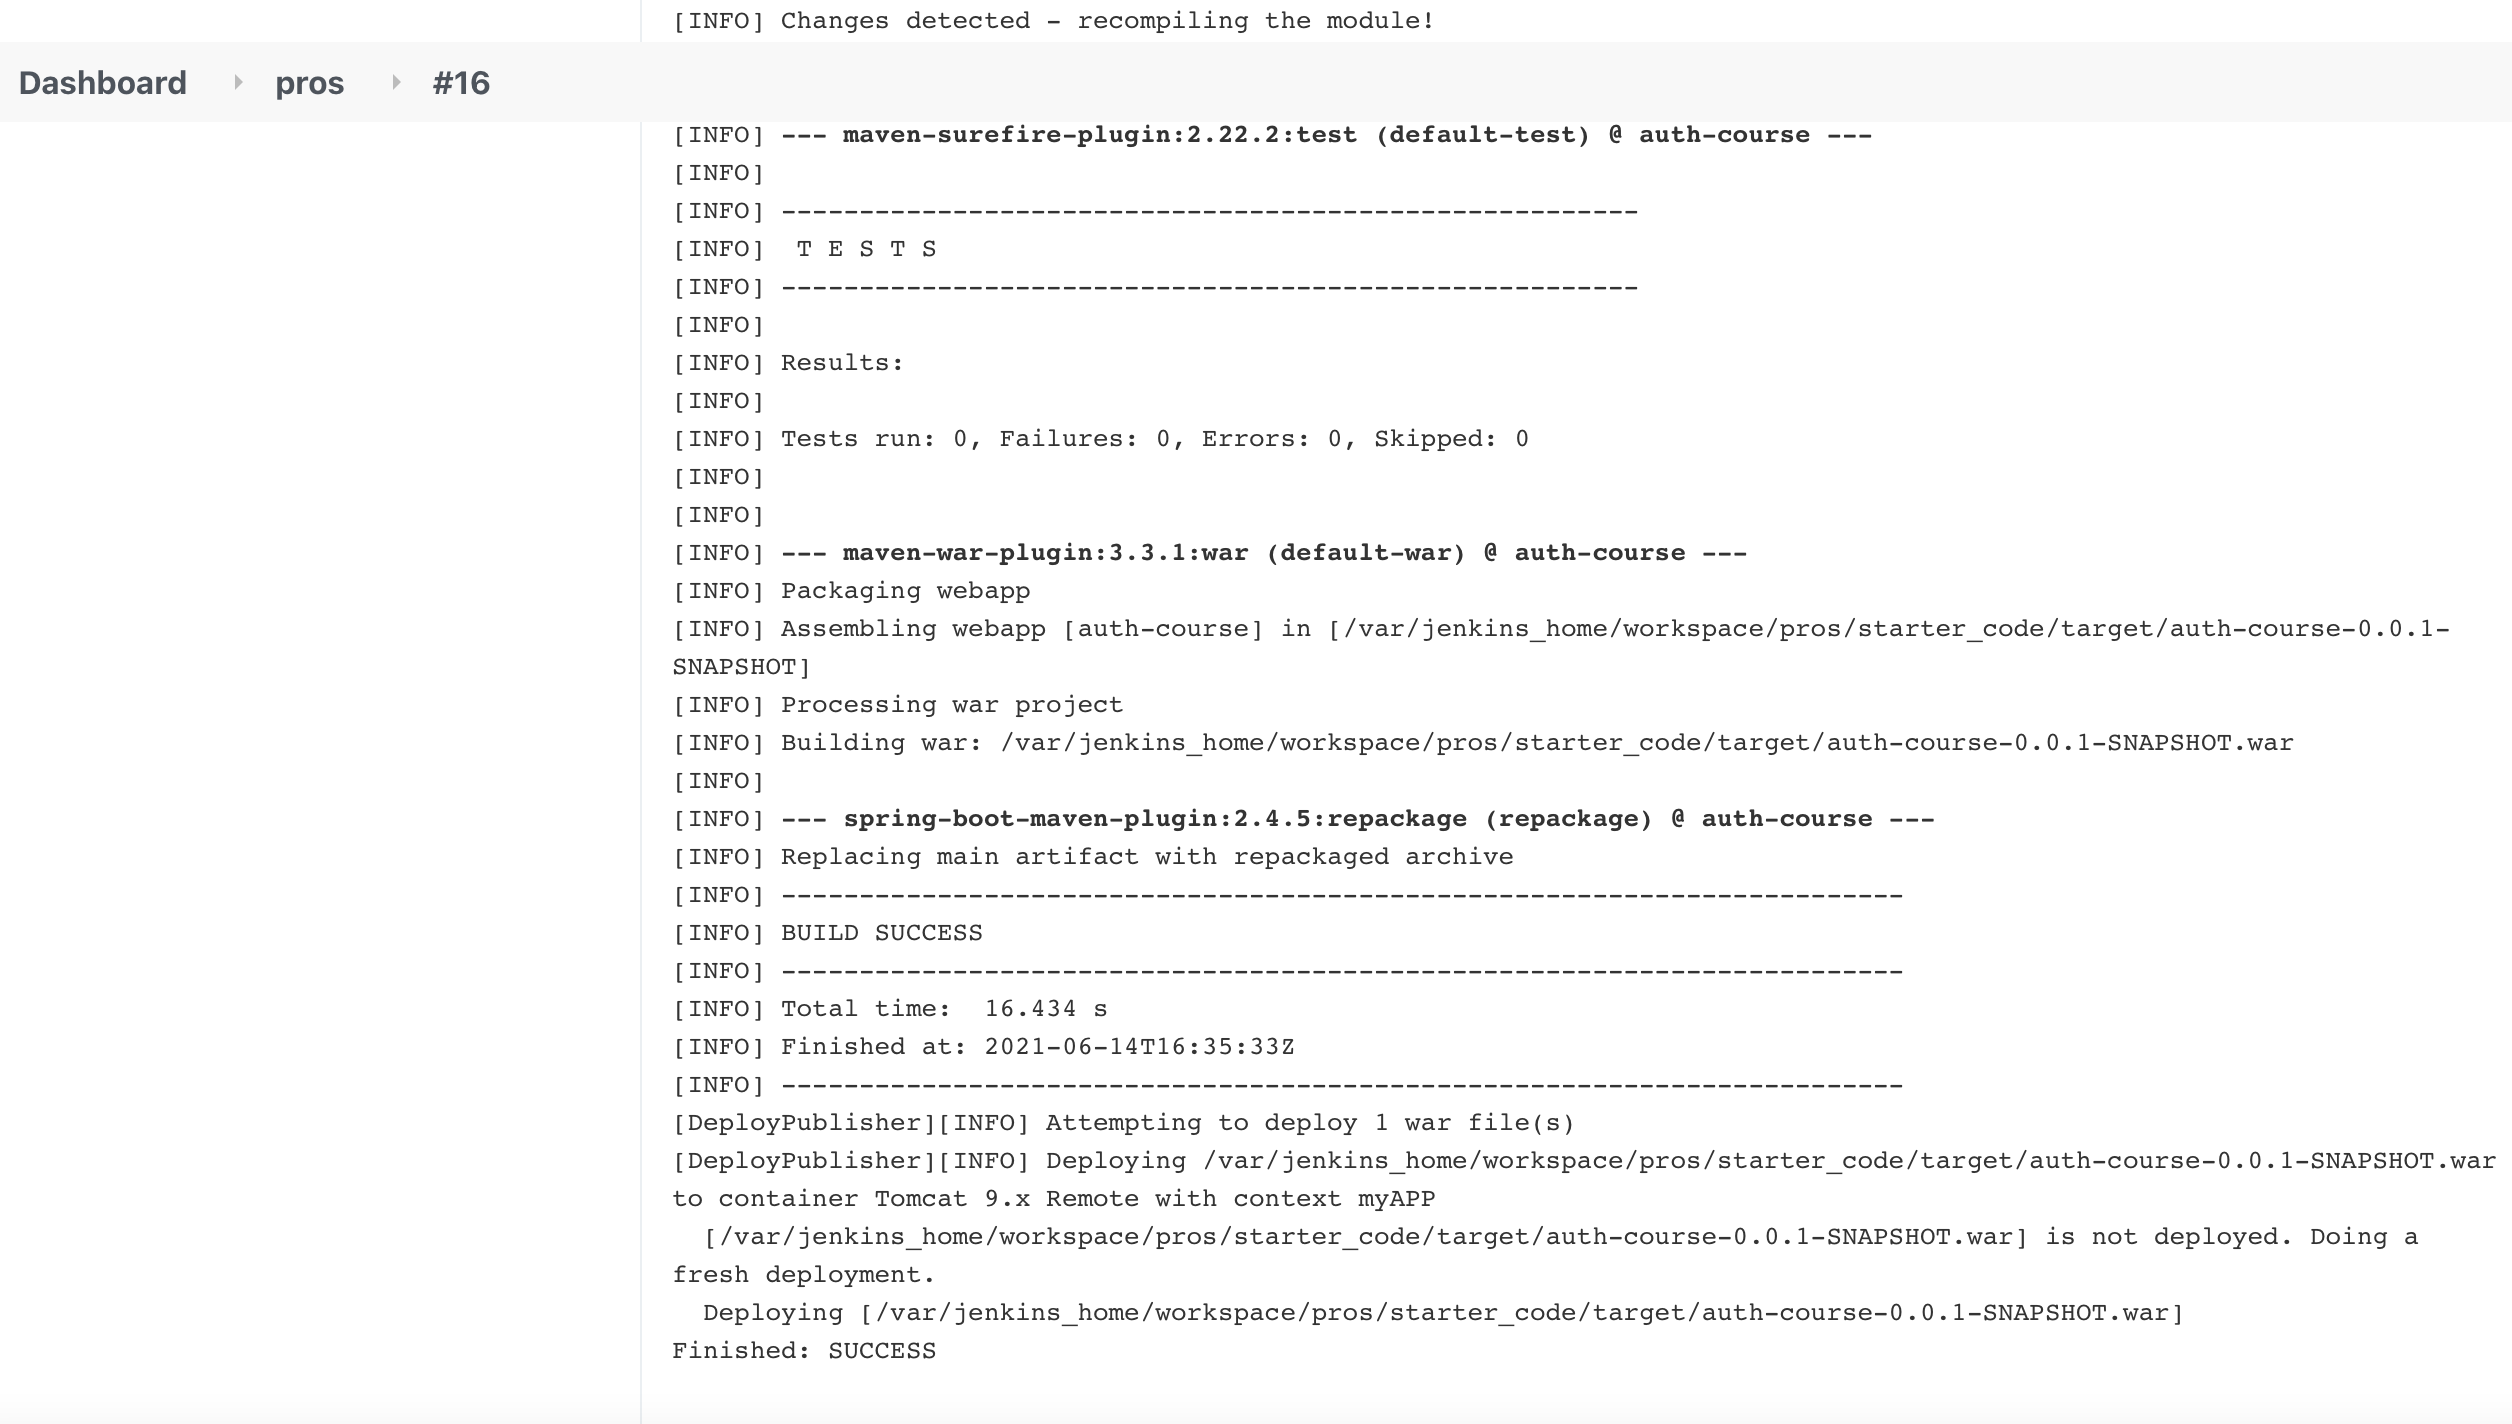 [INFO] Changes detected - recompiling the module!
Dashboard pros #16
[INFO] --- maven-surefire-plugin:2.22.2:test (default-test) @ auth-course ---
[INFO]
[INFO] -------------------------------------------------------
[INFO]  T E S T S
[INFO] -------------------------------------------------------
[INFO]
[INFO] Results:
[INFO]
[INFO] Tests run: 0, Failures: 0, Errors: 0, Skipped: 0
[INFO]
[INFO]
[INFO] --- maven-war-plugin:3.3.1:war (default-war) @ auth-course ---
[INFO] Packaging webapp
[INFO] Assembling webapp [auth-course] in [/var/jenkins_home/workspace/pros/starter_code/target/auth-course-0.0.1-
SNAPSHOT]
[INFO] Processing war project
[INFO] Building war: /var/jenkins_home/workspace/pros/starter_code/target/auth-course-0.0.1-SNAPSHOT.war
[INFO]
[INFO] --- spring-boot-maven-plugin:2.4.5:repackage (repackage) @ auth-course ---
[INFO] Replacing main artifact with repackaged archive
[INFO] ------------------------------------------------------------------------
[INFO] BUILD SUCCESS
[INFO] ------------------------------------------------------------------------
[INFO] Total time:  16.434 s
[INFO] Finished at: 2021-06-14T16:35:33Z
[INFO] ------------------------------------------------------------------------
[DeployPublisher][INFO] Attempting to deploy 1 war file(s)
[DeployPublisher][INFO] Deploying /var/jenkins_home/workspace/pros/starter_code/target/auth-course-0.0.1-SNAPSHOT.war
to container Tomcat 9.x Remote with context myAPP
  [/var/jenkins_home/workspace/pros/starter_code/target/auth-course-0.0.1-SNAPSHOT.war] is not deployed. Doing a
fresh deployment.
  Deploying [/var/jenkins_home/workspace/pros/starter_code/target/auth-course-0.0.1-SNAPSHOT.war]
Finished: SUCCESS